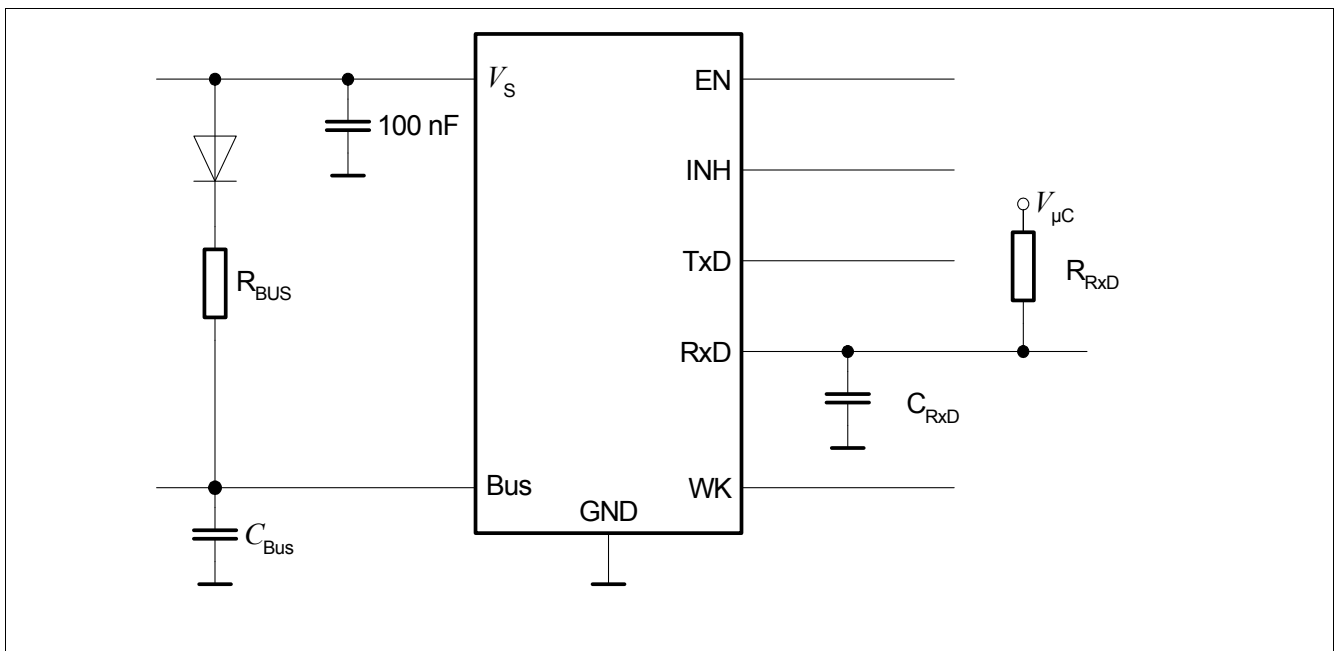 V_S
EN
100 nF
INH
V_µC
R_BUS
TxD
R_RxD
RxD
C_RxD
Bus
WK
GND
C_Bus